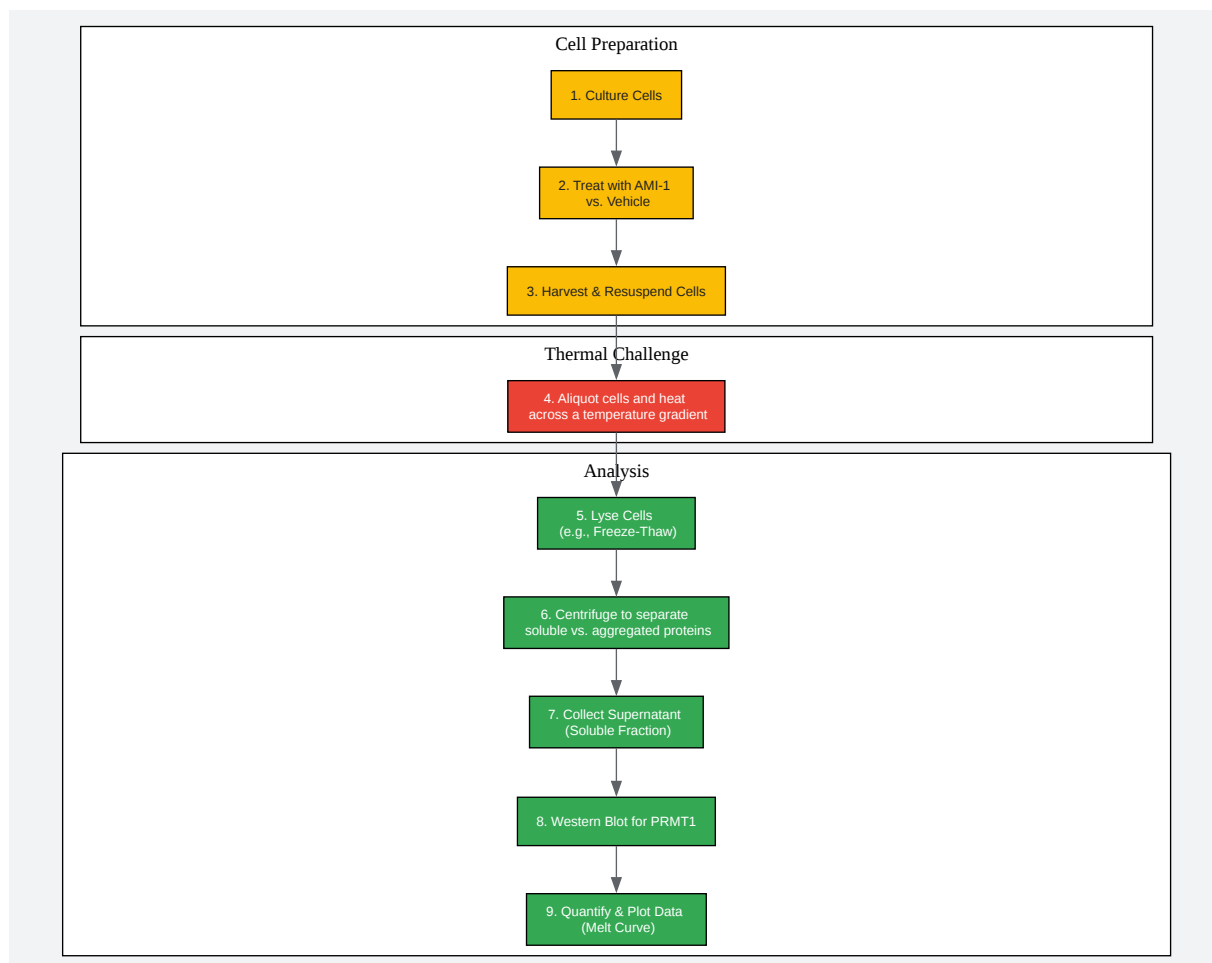 Cell Preparation
1. Culture Cells
2. Treat with AMI-1
vs. Vehicle
3. Harvest & Resuspend Cells
Thermal Challenge
4. Aliquot cells and heat
across a temperature gradient
Analysis
5. Lyse Cells
(e.g., Freeze-Thaw)
6. Centrifuge to separate
soluble vs. aggregated proteins
7. Collect Supernatant
(Soluble Fraction)
8. Western Blot for PRMT1
9. Quantify & Plot Data
(Melt Curve)